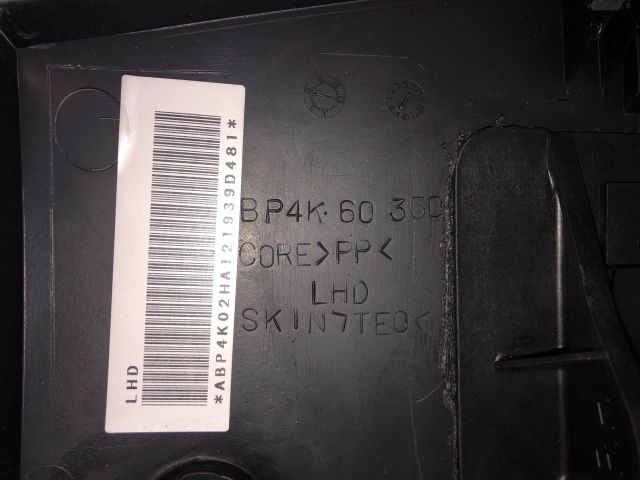 LHD
*ABP4K02HA121939D481*
BP4K 60 350
CORE>PP<
LHD
SKIN>TEO<